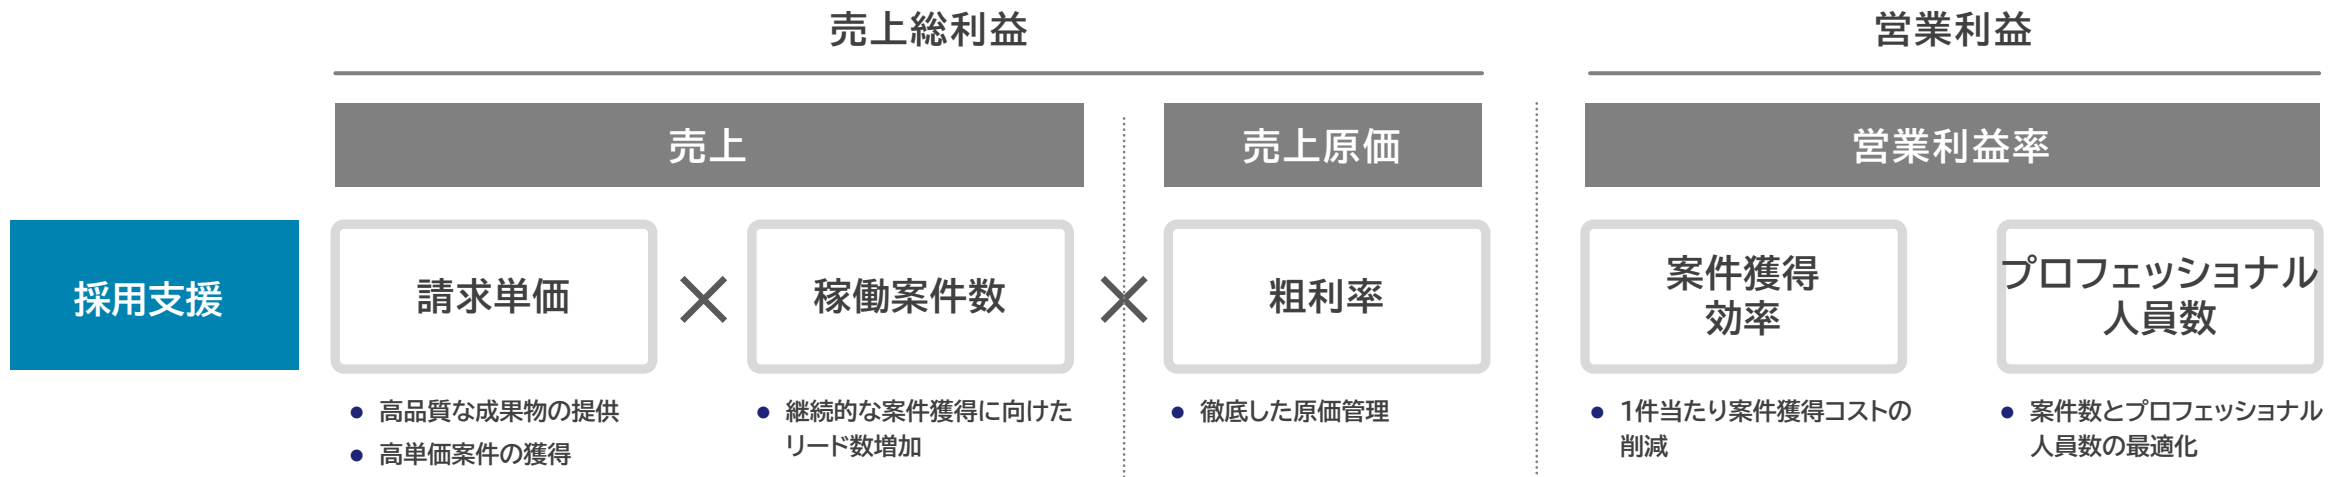 売上総利益
営業利益
売上
売上原価
営業利益率
採用支援
請求単価
×
稼働案件数
×
粗利率
案件獲得
効率
プロフェッショナル
人員数
● 高品質な成果物の提供
● 高単価案件の獲得
● 継続的な案件獲得に向けた
リード数増加
● 徹底した原価管理
● 1件当たり案件獲得コストの
削減
● 案件数とプロフェッショナル
人員数の最適化